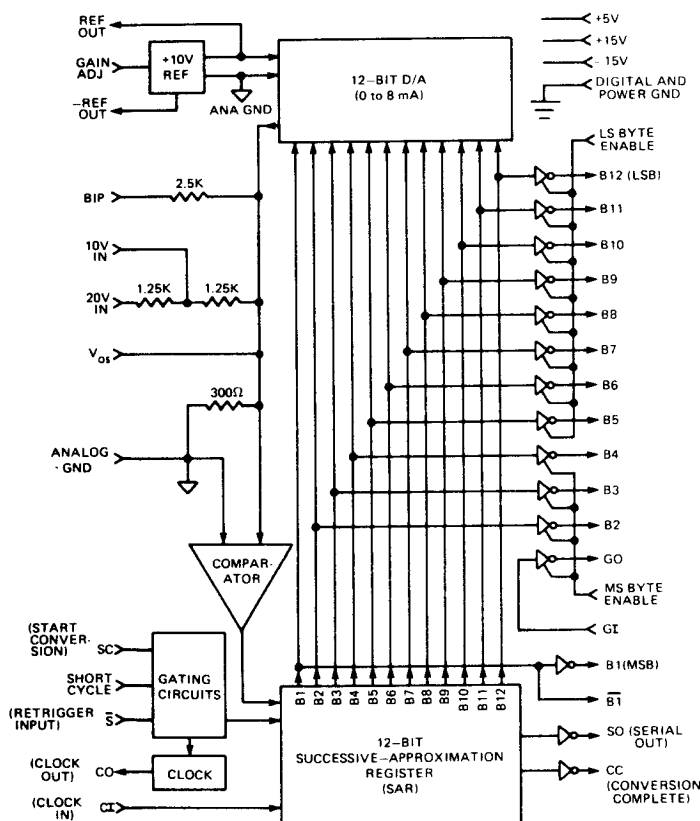 REF
OUT
GAIN
ADJ
+10V
REF
–REF
OUT
ANA GND
12–BIT D/A
(0 to 8 mA)
+5V
+15V
- 15V
DIGITAL AND
POWER GND
LS BYTE
ENABLE
B12 (LSB)
B11
B10
B9
B8
B7
B6
B5
B4
B3
B2
GO
MS BYTE
ENABLE
GI
BIP
2.5K
10V
IN
1.25K
1.25K
20V
IN
Vos
300Ω
ANALOG
-GND
COMPAR-
ATOR
(START
CONVER-
SION)
SC
SHORT
CYCLE
(RETRIGGER
INPUT)
S̅
GATING
CIRCUITS
(CLOCK
OUT)
CO
CLOCK
(CLOCK
IN)
CI
B1
B2
B3
B4
B5
B6
B7
B8
B9
B10
B11
B12
12–BIT
SUCCESSIVE–APPROXIMATION
REGISTER
(SAR)
B1(MSB)
B̅1̅
SO (SERIAL
OUT)
CC
(CONVERSION
COMPLETE)